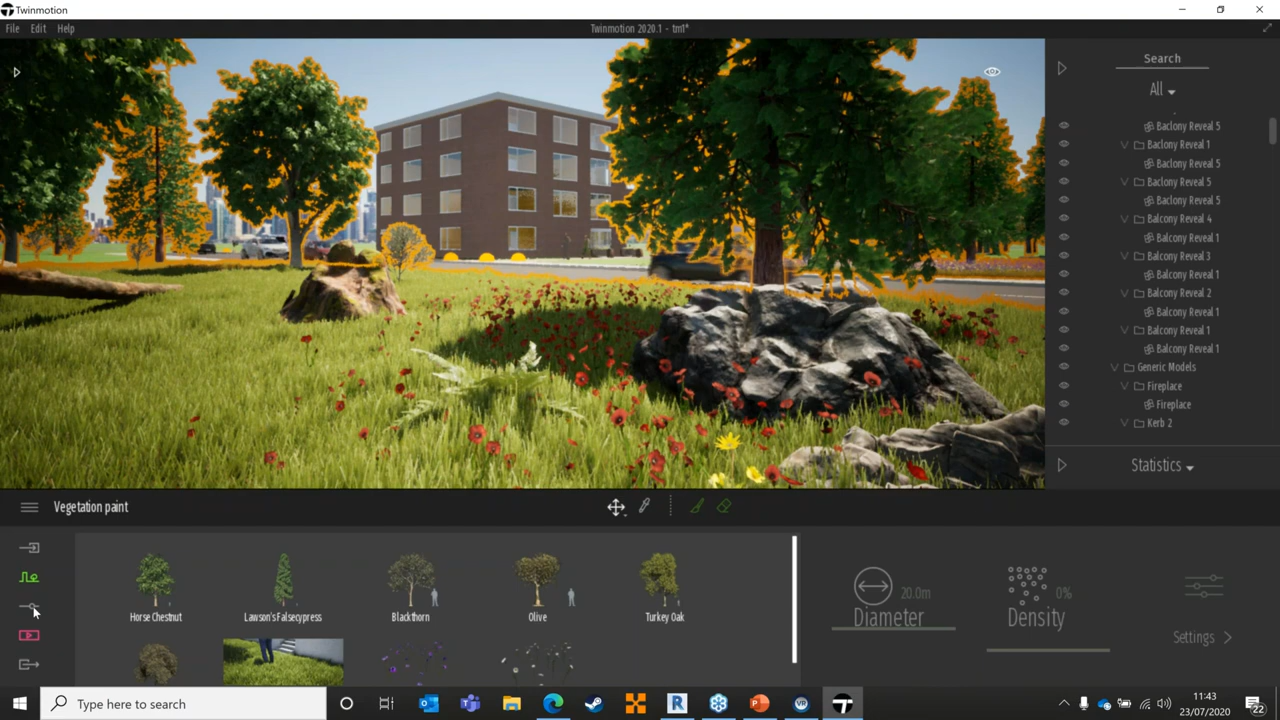 Twinmotion
File Edit Help
Twinmotion 2020.1 - tm1*
Search
All
Baclony Reveal 5
Baclony Reveal 1
Baclony Reveal 5
Baclony Reveal 5
Baclony Reveal 5
Balcony Reveal 4
Balcony Reveal 1
Balcony Reveal 3
Balcony Reveal 1
Balcony Reveal 2
Balcony Reveal 1
Balcony Reveal 1
Balcony Reveal 1
Generic Models
Fireplace
Fireplace
Kerb 2
Statistics
Vegetation paint
Horse Chestnut
Lawson's Falsecypress
Blackthorn
Olive
Turkey Oak
20.0m
Diameter
0%
Density
Settings
Type here to search
11:43
23/07/2020
22